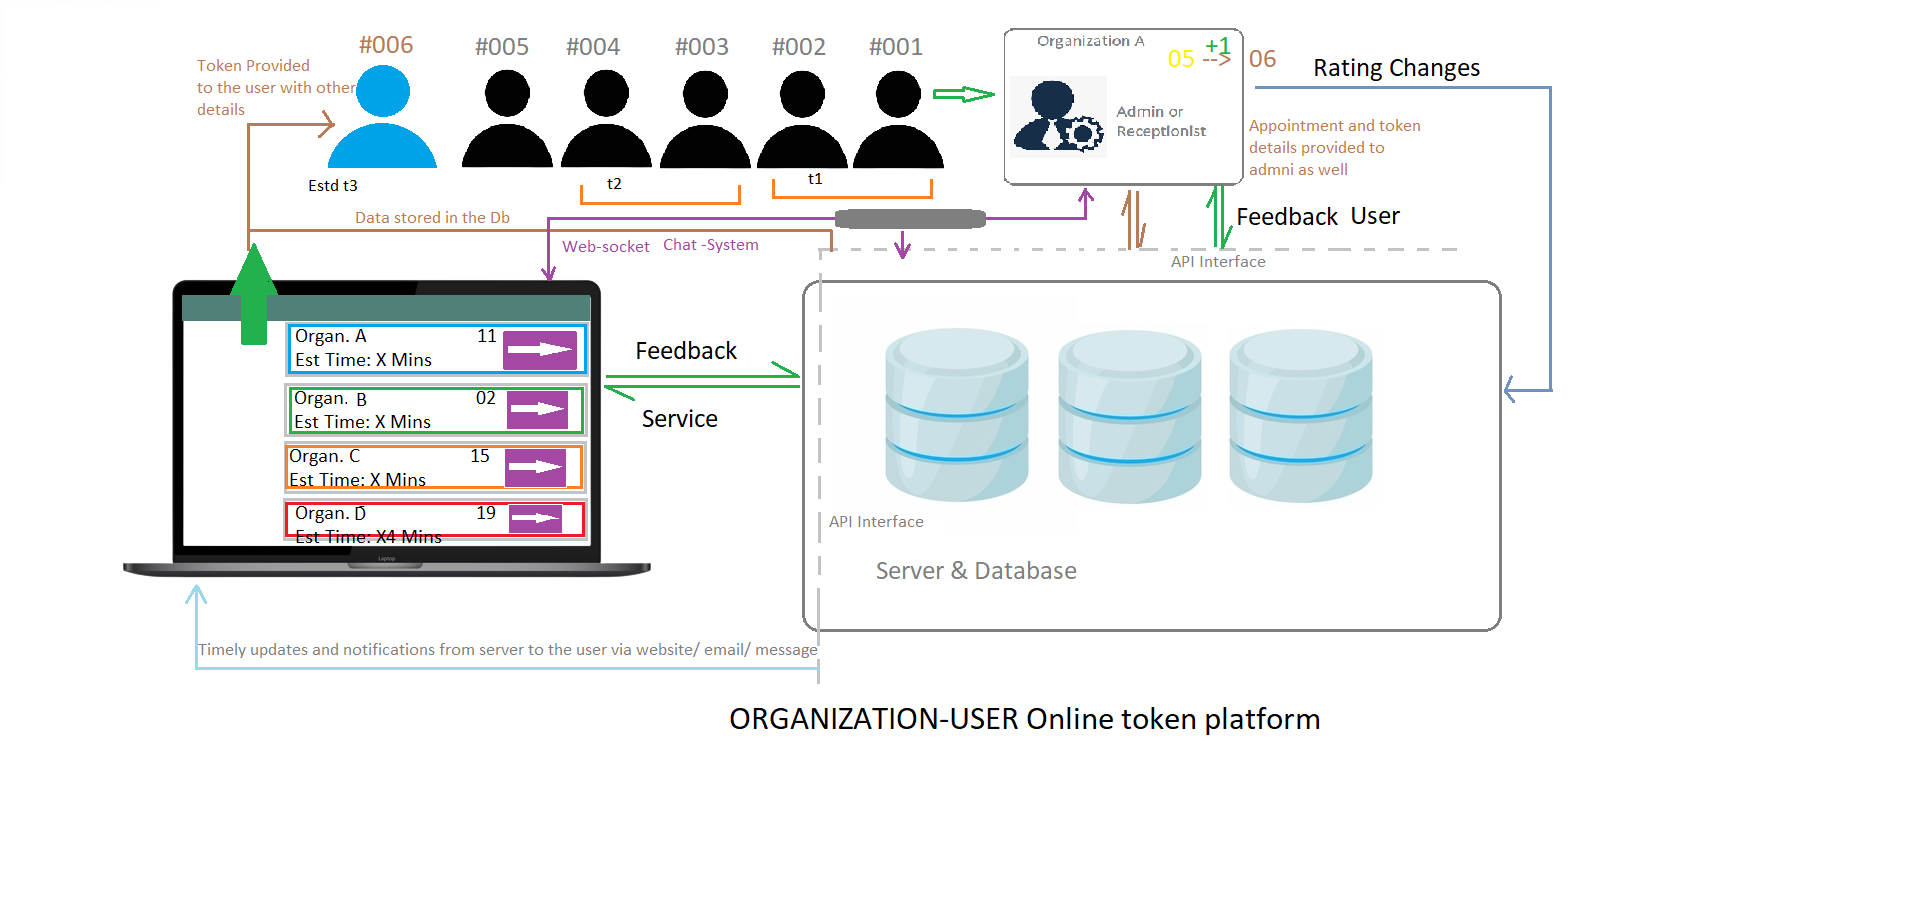 #006
#005
#004
#003
#002
#001
Organization A
+1
05 --> 06
Rating Changes
Token Provided
to the user with other
details
Admin or
Receptionist
Appointment and token
details provided to
admni as well
Estd t3
t2
t1
Data stored in the Db
Feedback User
Web-socket Chat -System
API Interface
Organ. A 11
Est Time: X Mins
Organ. B 02
Est Time: X Mins
Organ. C 15
Est Time: X Mins
Organ. D 19
Est Time: X4 Mins
Laptop
Feedback
Service
API Interface
Server & Database
Timely updates and notifications from server to the user via website/ email/ message
ORGANIZATION-USER Online token platform